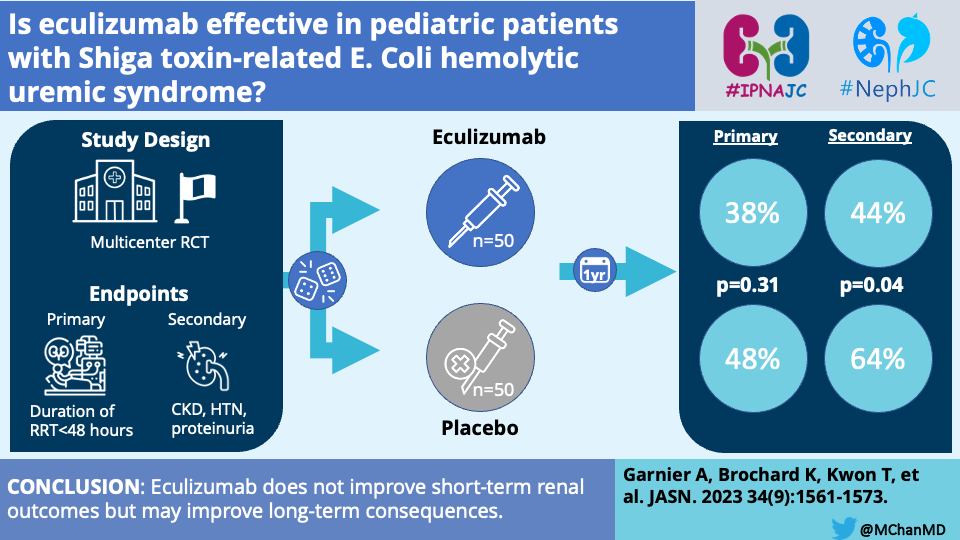 Is eculizumab effective in pediatric patients
with Shiga toxin-related E. Coli hemolytic
uremic syndrome?
#IPNAJC
#NephJC
Study Design
Multicenter RCT
Endpoints
Primary
Secondary
Duration of
RRT<48 hours
CKD, HTN,
proteinuria
Eculizumab
n=50
n=50
Placebo
1yr
Primary
Secondary
38%
44%
p=0.31
p=0.04
48%
64%
CONCLUSION: Eculizumab does not improve short-term renal
outcomes but may improve long-term consequences.
Garnier A, Brochard K, Kwon T, et
al. JASN. 2023 34(9):1561-1573.
@MChanMD